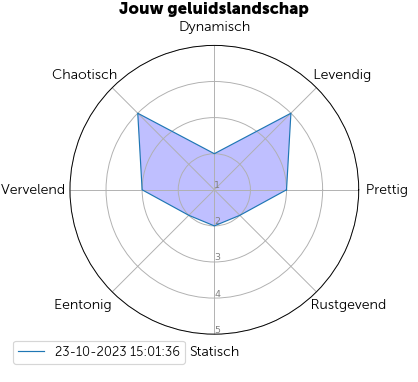 Jouw geluidslandschap
Dynamisch
Chaotisch
Levendig
Vervelend
1
Prettig
2
3
4
Eentonig
Rustgevend
5
23-10-2023 15:01:36
Statisch